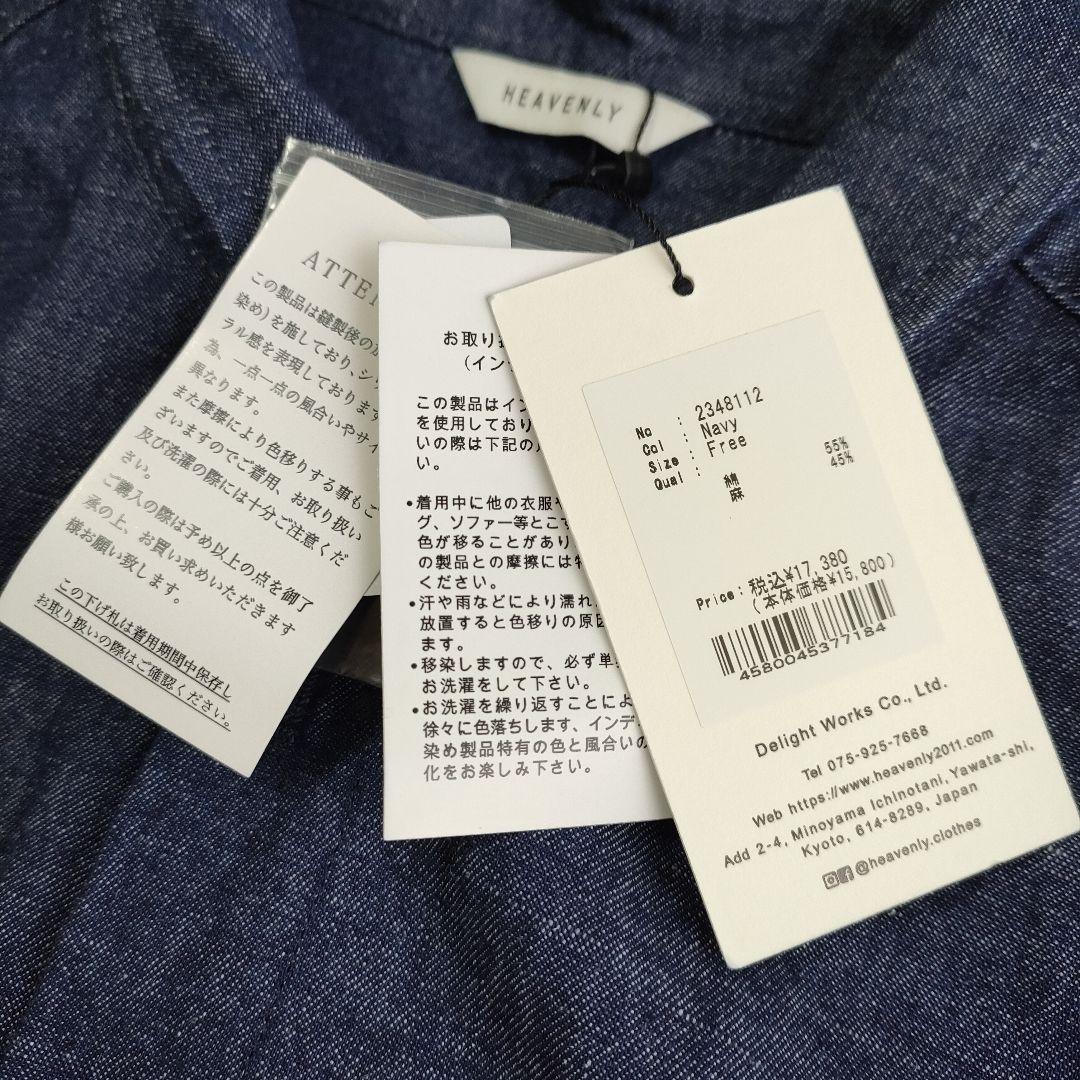 HEAVENLY
ATTE
この製品は縫製後の
染め)を施しており、シ
ラル感を表現しております
為、一点一点の風合いやサイ
異なります。
また摩擦により色移りする事もご
ざいますのでご着用、お取り扱い
及び洗濯の際には十分ご注意くだ
さい。
ご購入の際は予め以上の点を御了
承の上、お買い求めいただきます
様お願い致します。
この下げ札は着用期間中保存し
お取り扱いの際はご確認ください。
お取り
(イン
この製品はイン
を使用しており
いの際は下記の
い。
•着用中に他の衣服や
グ、ソファー等とこす
色が移ることがあり
の製品との摩擦には
ください。
•汗や雨などにより濡れ
放置すると色移りの原因
ます。
•移染しますので、必ず単
お洗濯をして下さい。
•お洗濯を繰り返すことによ
徐々に色落ちします、インデ
染め製品特有の色と風合いの
化をお楽しみ下さい。
No : 2348112
Col : Navy
Size : Free
Qual : 綿 55%
麻 45%
Price : 税込¥17,380
(本体価格¥15,800)
4580045377184
Delight Works Co., Ltd.
Tel 075-925-7668
Web https://www.heavenly2011.com
Add 2-4, Minoyama Ichinotani, Yawata-shi,
Kyoto, 614-8289, Japan
@heavenly.clothes